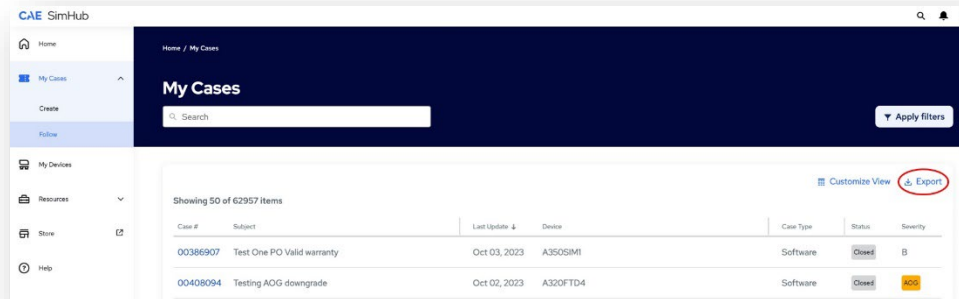 CAE SimHub
Home
My Cases
Create
Follow
My Devices
Resources
Store
Help
Home / My Cases
My Cases
Search
Apply filters
Customize View Export
Showing 50 of 62957 items
Case # Subject Last Update ↓ Device Case Type Status Severity
00386907 Test One PO Valid warranty Oct 03, 2023 A350SIM1 Software Closed B
00408094 Testing AOG downgrade Oct 02, 2023 A320FTD4 Software Closed AOG